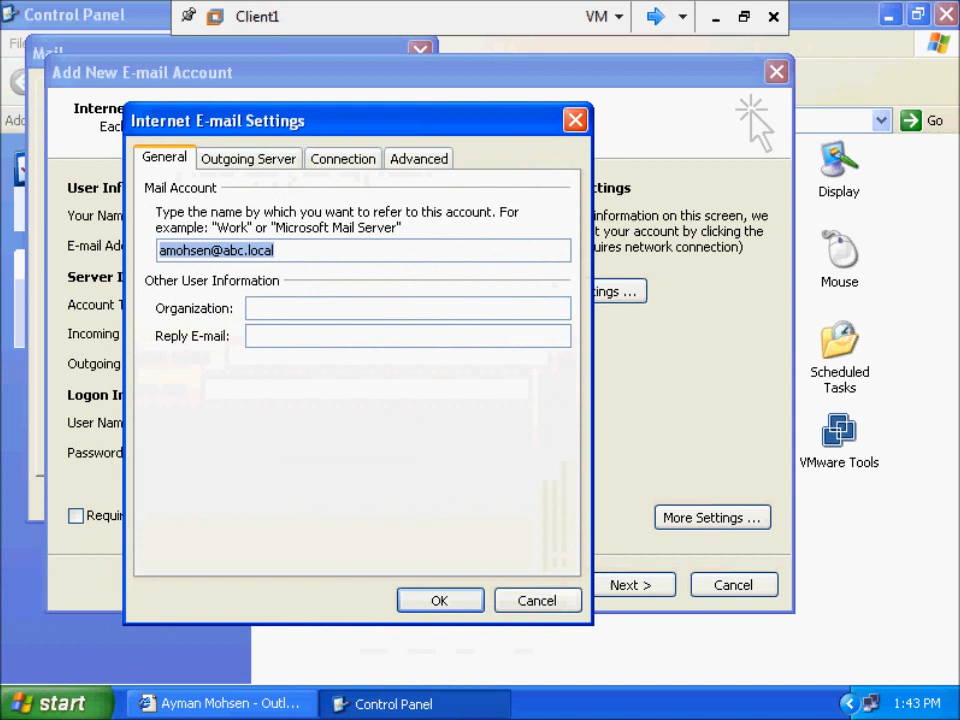 Control Panel
Client1
VM
Fil
Mail
Add New E-mail Account
Interne
Eac
Add
Internet E-mail Settings
Go
General
Outgoing Server
Connection
Advanced
User Inf
Mail Account
ttings
Display
Your Nam
Type the name by which you want to refer to this account. For
example: "Work" or "Microsoft Mail Server"
information on this screen, we
t your account by clicking the
uires network connection)
E-mail Add
amohsen@abc.local
Server I
Other User Information
Mouse
Account T
Organization:
tings ...
Incoming
Reply E-mail:
Outgoing
Scheduled
Tasks
Logon In
User Nam
Password
VMware Tools
Requir
More Settings ...
Next >
Cancel
OK
Cancel
start
Ayman Mohsen - Outl...
Control Panel
1:43 PM